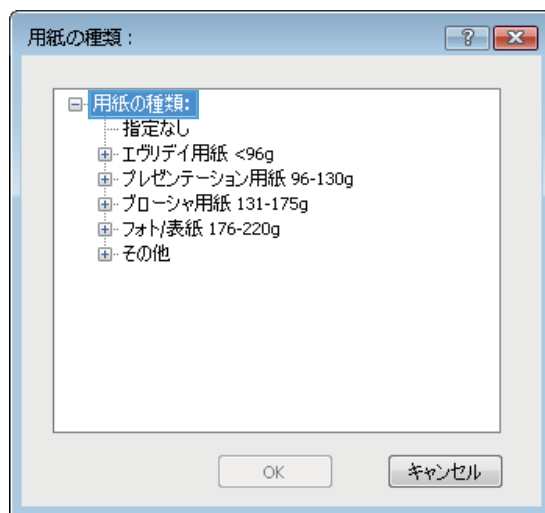 用紙の種類 :
用紙の種類:
指定なし
エヴリデイ用紙 <96g
プレゼンテーション用紙 96-130g
ブローシャ用紙 131-175g
フォト/表紙 176-220g
その他
OK
キャンセル